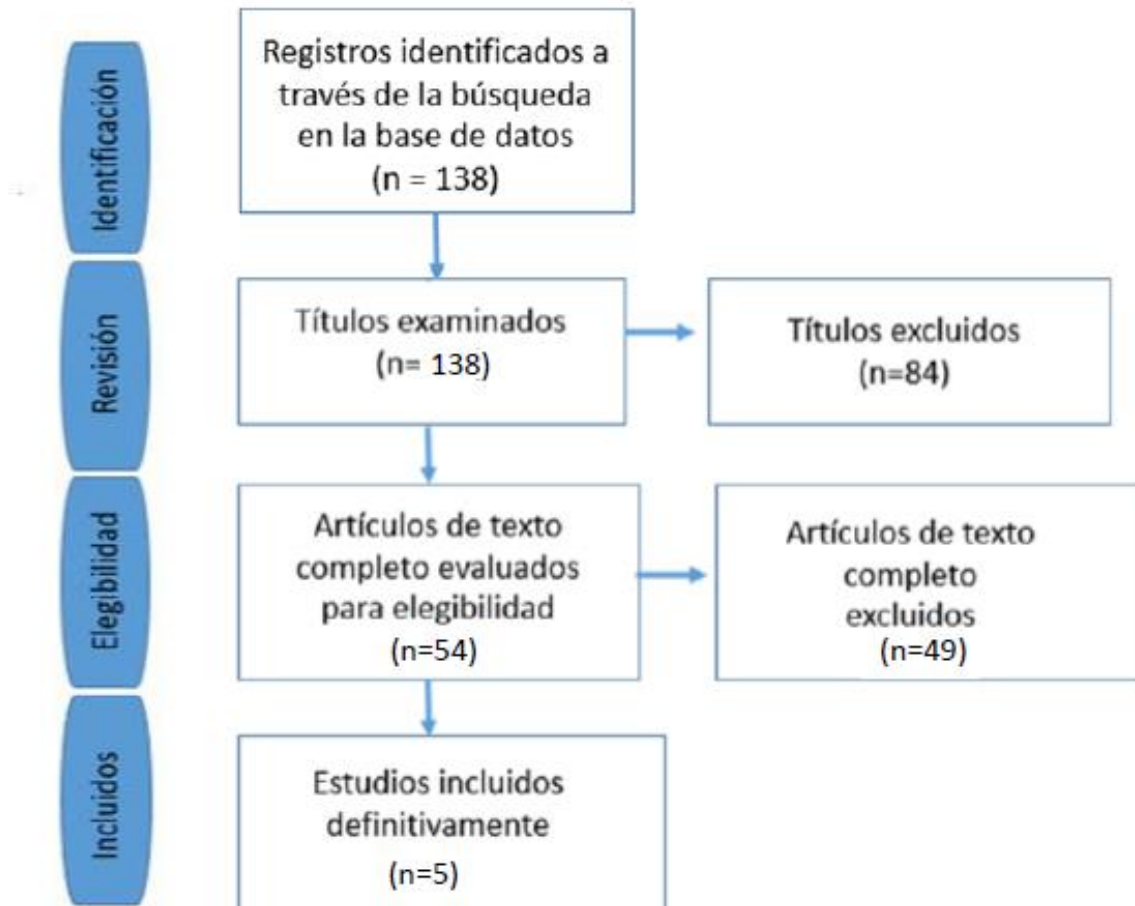 Identificación
Registros identificados a
través de la búsqueda
en la base de datos
(n = 138)
Revisión
Títulos examinados
(n= 138)
Títulos excluidos
(n=84)
Elegibilidad
Artículos de texto
completo evaluados
para elegibilidad
(n=54)
Artículos de texto
completo
excluidos
(n=49)
Incluidos
Estudios incluidos
definitivamente
(n=5)